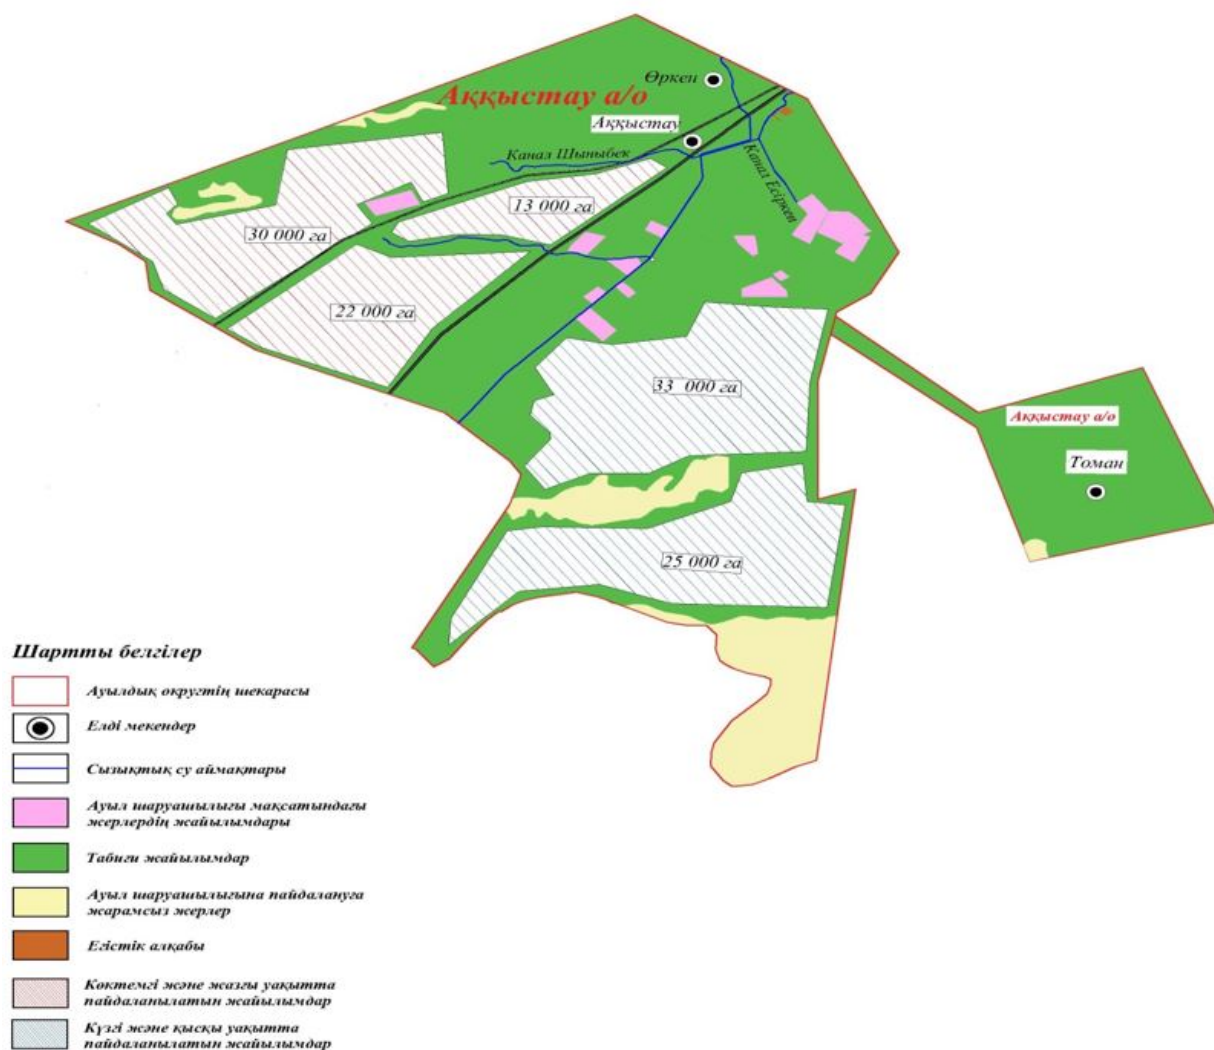 Өркен
Аққыстау а/о
Аққыстау
Канал Шыныбек
Канал Есіркеп
13 000 га
30 000 га
22 000 га
33 000 га
Аққыстау а/о
Томан
25 000 га
Шартты белгілер
Ауылдық округтің шекарасы
Елді мекендер
Сызықтық су аймақтары
Ауыл шаруашылығы мақсатындағы
жерлердің жайылымдары
Табиғи жайылымдар
Ауыл шаруашылығына пайдалануға
жарамсыз жерлер
Егістік алқабы
Көктемгі және жазғы уақытта
пайдаланылатын жайылымдар
Күзгі және қысқы уақытта
пайдаланылатын жайылымдар